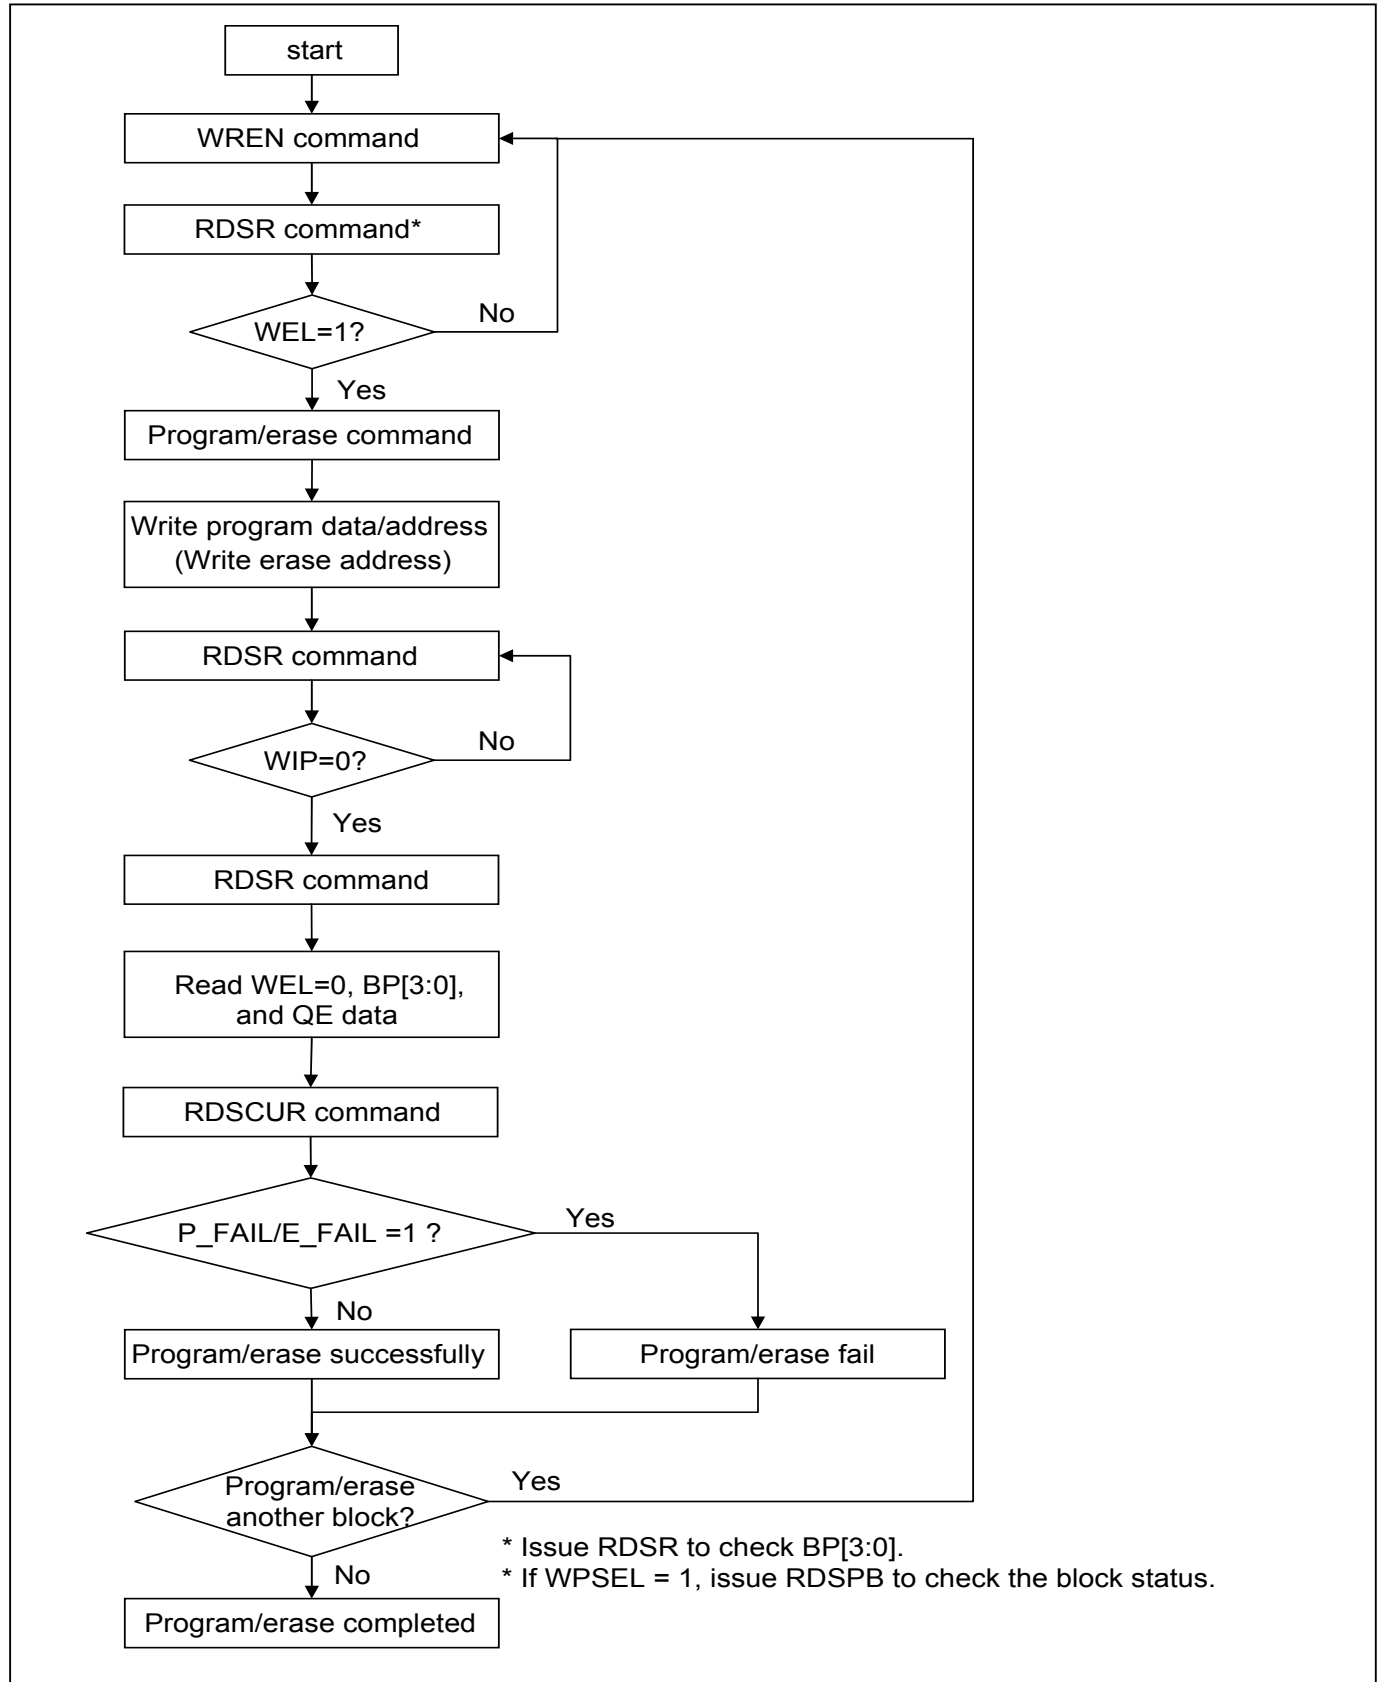 start
WREN command
RDSR command*
WEL=1?
No
Yes
Program/erase command
Write program data/address
(Write erase address)
RDSR command
WIP=0?
No
Yes
RDSR command
Read WEL=0, BP[3:0],
and QE data
RDSCUR command
P_FAIL/E_FAIL =1 ?
Yes
No
Program/erase successfully
Program/erase fail
Program/erase
another block?
Yes
No
* Issue RDSR to check BP[3:0].
* If WPSEL = 1, issue RDSPB to check the block status.
Program/erase completed